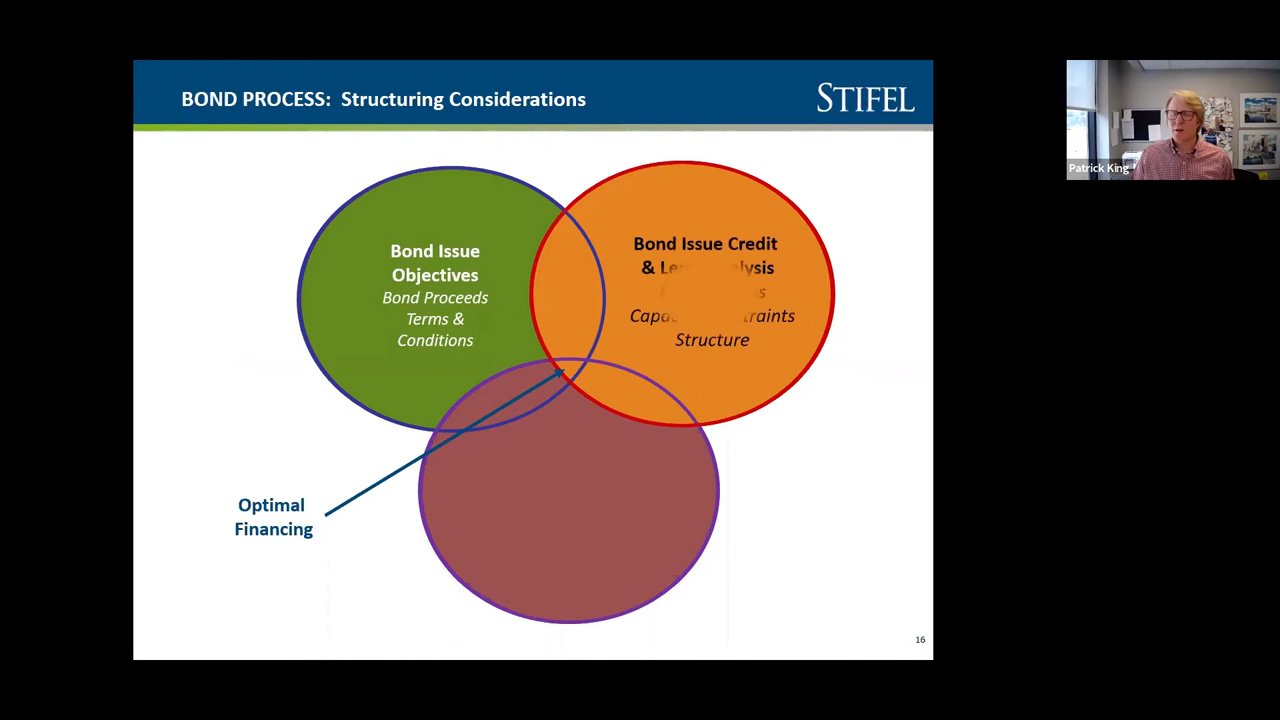 BOND PROCESS: Structuring Considerations
STIFEL
Patrick King
Bond Issue
Objectives
Bond Proceeds
Terms &
Conditions
Bond Issue Credit
&
Structure
Optimal
Financing
16